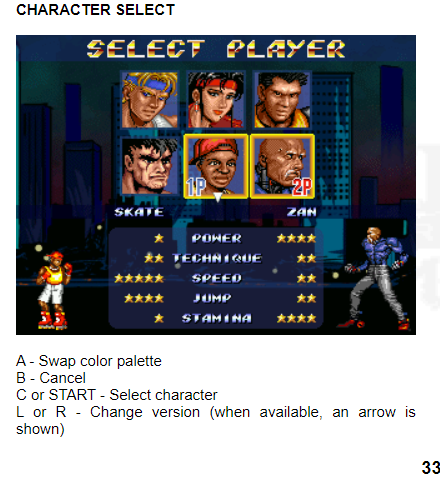 CHARACTER SELECT
SELECT PLAYER
1P 2P
SKATE ZAN
★ POWER ★★★★
★★ TECHNIQUE ★★
★★★★★ SPEED ★★
★★★★ JUMP ★★
★ STAMINA ★★★★
A - Swap color palette
B - Cancel
C or START - Select character
L or R - Change version (when available, an arrow is
shown)
33